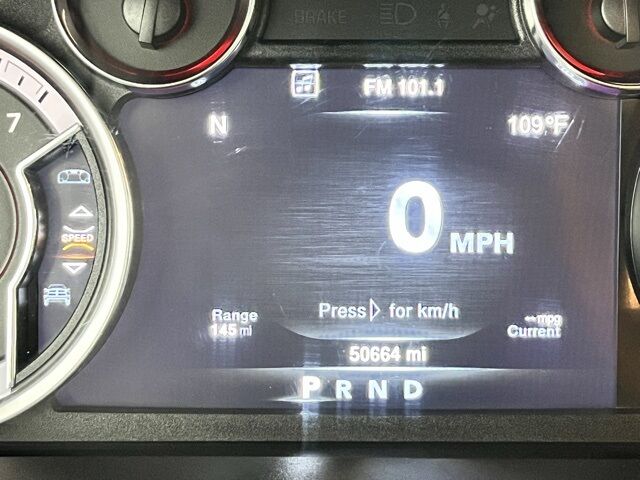 BRAKE
FM 101.1
7
N
109°F
SPEED
0 MPH
Press ▷ for km/h
Range
145 mi
--mpg
Current
50664 mi
P R N D